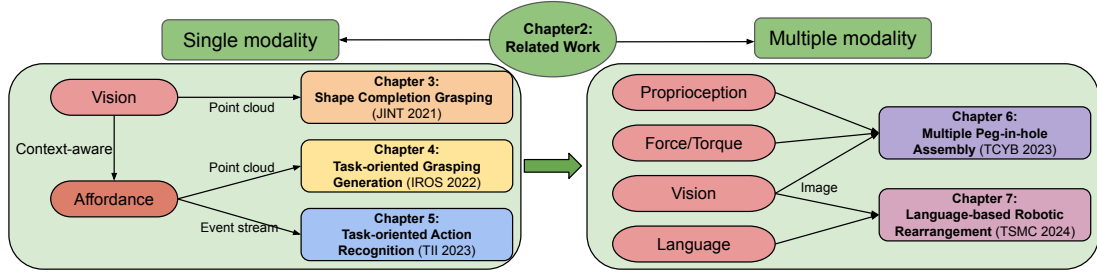 Chapter2:
Related Work
Single modality
Multiple modality
Vision
Point cloud
Chapter 3:
Shape Completion Grasping
(JINT 2021)
Context-aware
Affordance
Point cloud
Chapter 4:
Task-oriented Grasping
Generation (IROS 2022)
Event stream
Chapter 5:
Task-oriented Action
Recognition (TII 2023)
Proprioception
Force/Torque
Vision
Language
Image
Chapter 6:
Multiple Peg-in-hole
Assembly (TCYB 2023)
Chapter 7:
Language-based Robotic
Rearrangement (TSMC 2024)